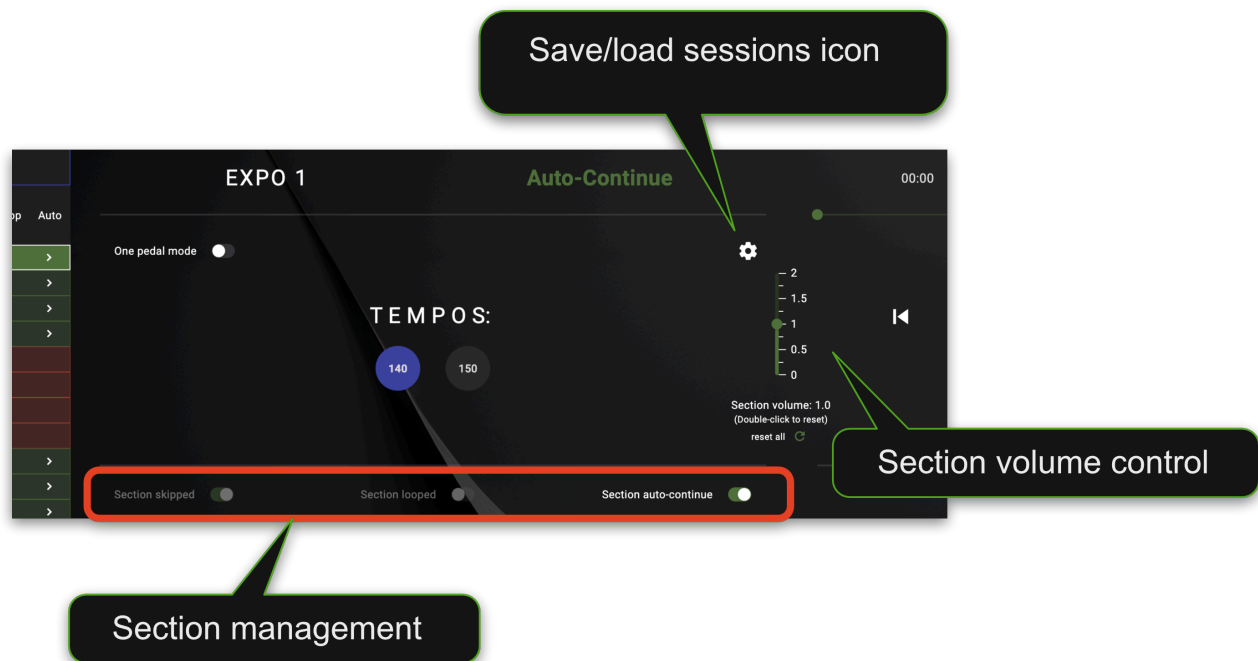 Save/load sessions icon
EXPO 1
Auto-Continue
00:00
op Auto
One pedal mode
2
1.5
TEMPOS:
1
140
150
0.5
0
Section volume: 1.0
(Double-click to reset)
reset all
Section volume control
Section skipped
Section looped
Section auto-continue
Section management